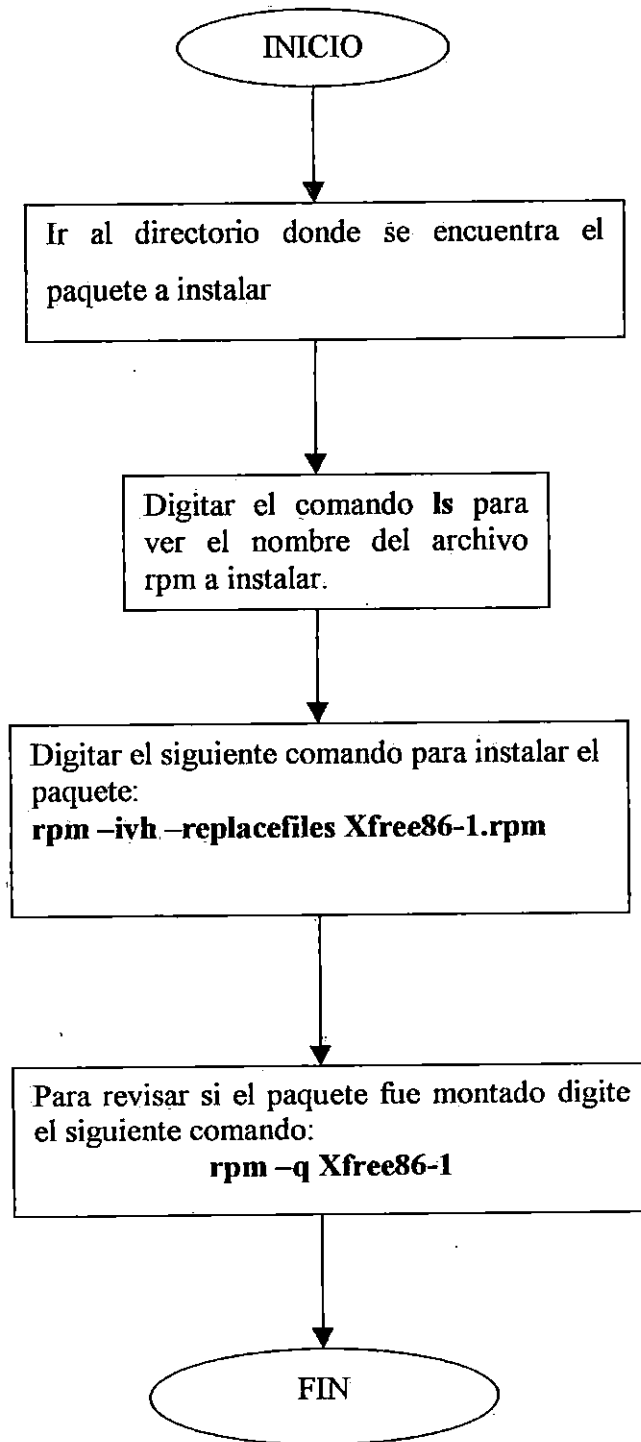 INICIO
Ir al directorio donde se encuentra el
paquete a instalar
Digitar el comando ls para
ver el nombre del archivo
rpm a instalar.
Digitar el siguiente comando para instalar el
paquete:
rpm –ivh –replacefiles Xfree86-1.rpm
Para revisar si el paquete fue montado digite
el siguiente comando:
rpm –q Xfree86-1
FIN